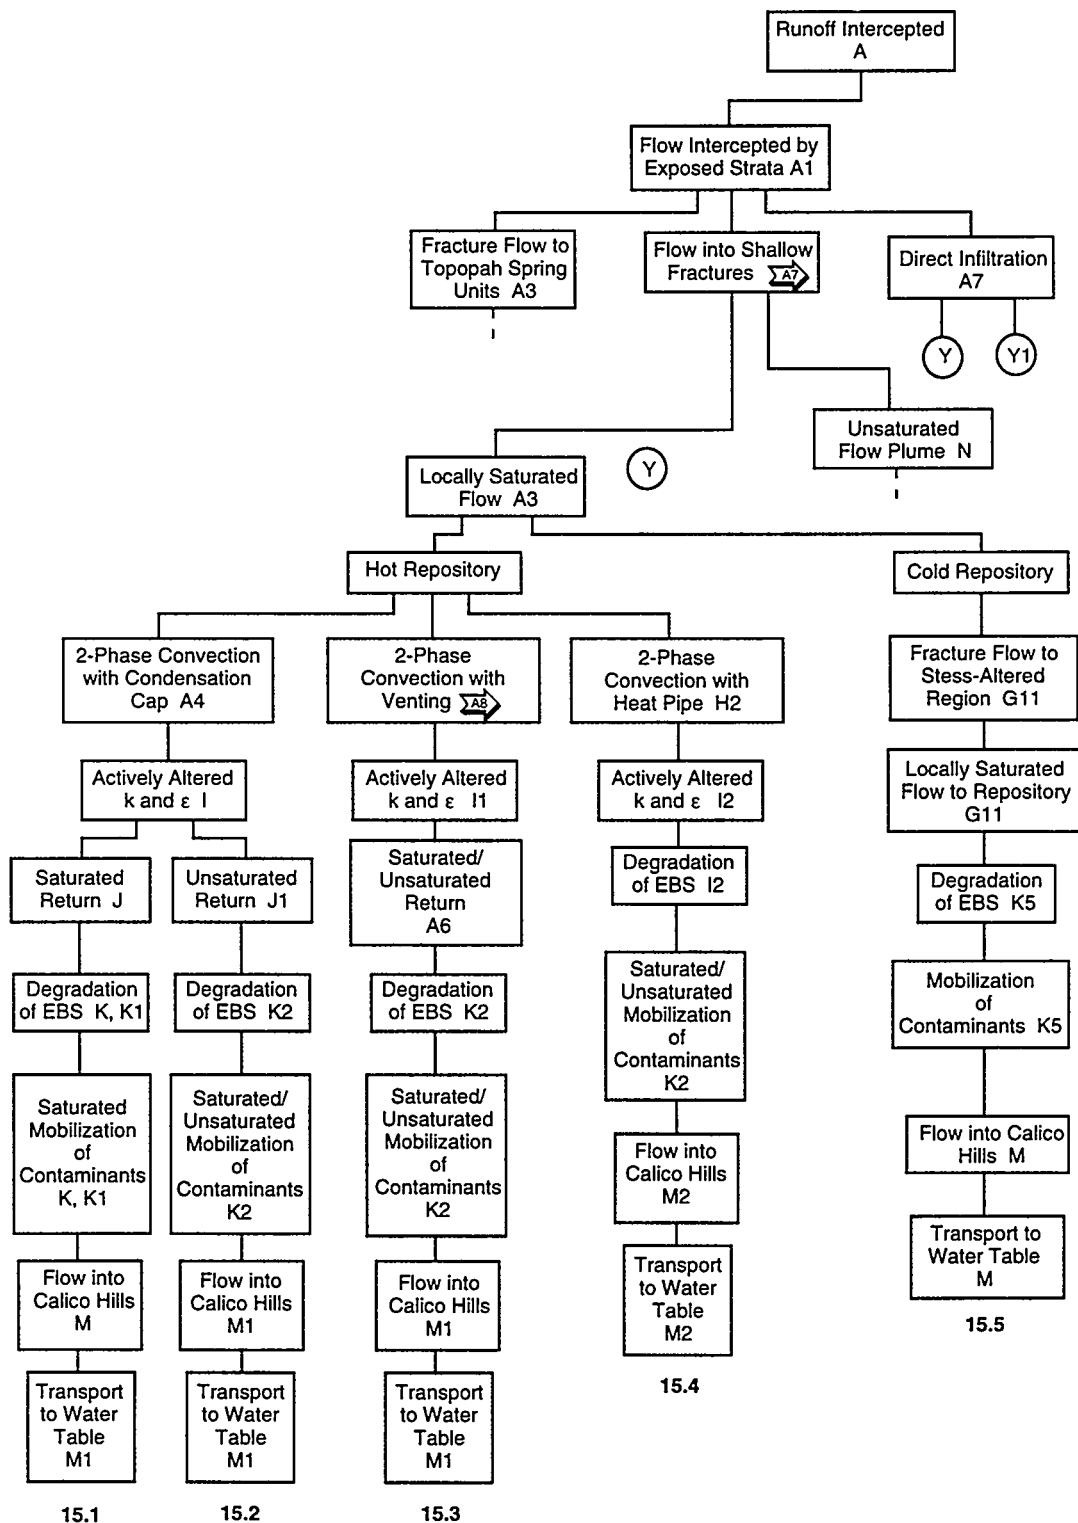 Runoff Intercepted
A
Flow Intercepted by
Exposed Strata A1
Fracture Flow to
Topopah Spring
Units A3
Flow into Shallow
Fractures A7
Direct Infiltration
A7
Y
Y1
Unsaturated
Flow Plume N
Y
Locally Saturated
Flow A3
Hot Repository
Cold Repository
2-Phase Convection
with Condensation
Cap A4
2-Phase
Convection with
Venting A8
2-Phase
Convection with
Heat Pipe H2
Fracture Flow to
Stess-Altered
Region G11
Actively Altered
k and ε I
Actively Altered
k and ε I1
Actively Altered
k and ε I2
Locally Saturated
Flow to Repository
G11
Saturated
Return J
Unsaturated
Return J1
Saturated/
Unsaturated
Return
A6
Degradation
of EBS I2
Degradation
of EBS K5
Degradation
of EBS K, K1
Degradation
of EBS K2
Degradation
of EBS K2
Saturated/
Unsaturated
Mobilization
of
Contaminants
K2
Mobilization
of
Contaminants K5
Saturated
Mobilization
of
Contaminants
K, K1
Saturated/
Unsaturated
Mobilization
of
Contaminants
K2
Saturated/
Unsaturated
Mobilization
of
Contaminants
K2
Flow into
Calico Hills
M2
Flow into Calico
Hills M
Flow into
Calico Hills
M
Flow into
Calico Hills
M1
Flow into
Calico Hills
M1
Transport
to Water
Table
M2
Transport to
Water Table
M
15.4
15.5
Transport
to Water
Table
M1
Transport
to Water
Table
M1
Transport
to Water
Table
M1
15.1
15.2
15.3